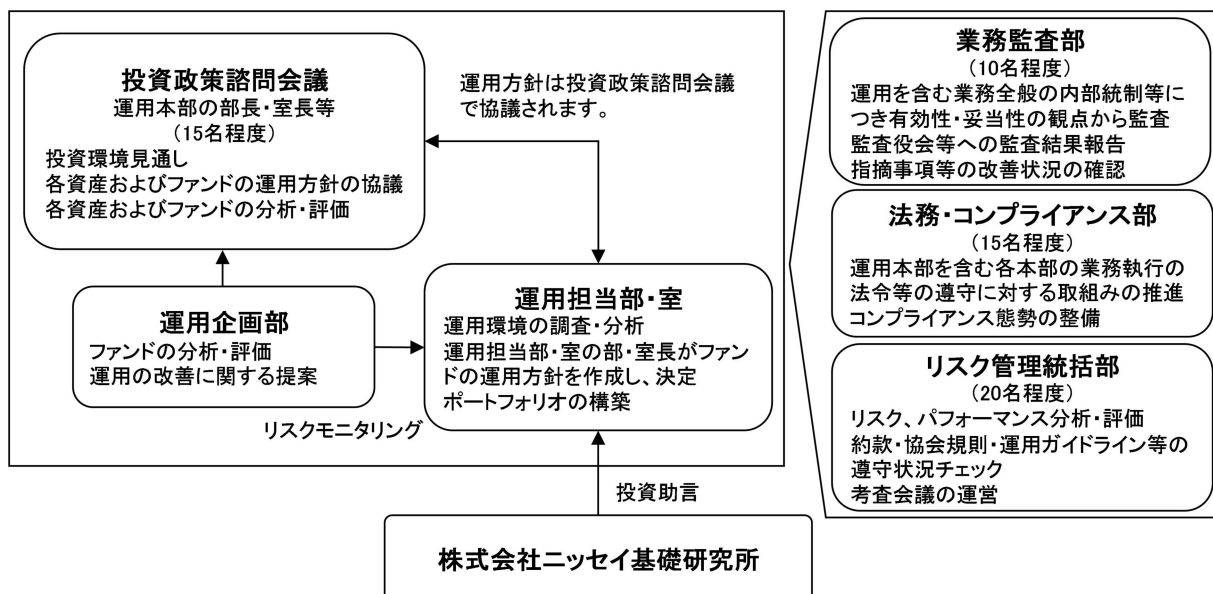 投資政策諮問会議
運用本部の部長・室長等
（15名程度）
投資環境見通し
各資産およびファンドの運用方針の協議
各資産およびファンドの分析・評価
運用方針は投資政策諮問会議
で協議されます。
運用企画部
ファンドの分析・評価
運用の改善に関する提案
運用担当部・室
運用環境の調査・分析
運用担当部・室の部・室長がファン
ドの運用方針を作成し、決定
ポートフォリオの構築
リスクモニタリング
投資助言
株式会社ニッセイ基礎研究所
業務監査部
（10名程度）
運用を含む業務全般の内部統制等に
つき有効性・妥当性の観点から監査
監査役会等への監査結果報告
指摘事項等の改善状況の確認
法務・コンプライアンス部
（15名程度）
運用本部を含む各本部の業務執行の
法令等の遵守に対する取組みの推進
コンプライアンス態勢の整備
リスク管理統括部
（20名程度）
リスク、パフォーマンス分析・評価
約款・協会規則・運用ガイドライン等の
遵守状況チェック
考査会議の運営